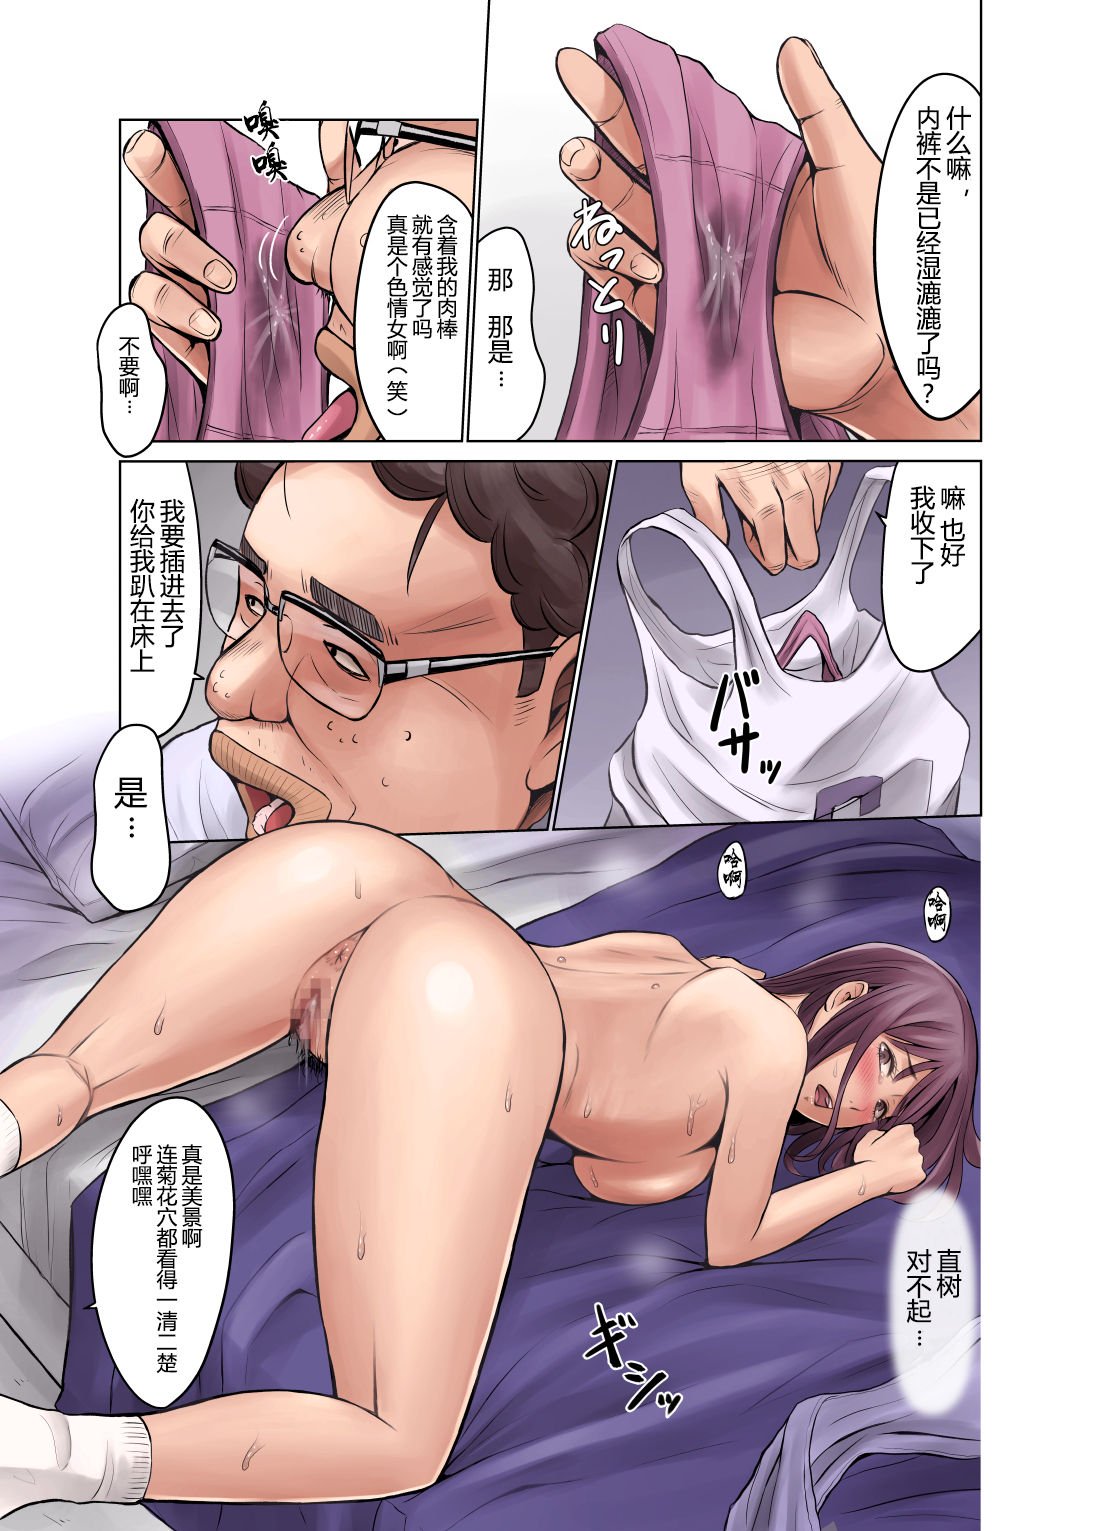 什么嘛，
内裤不是已经湿漉漉了吗？
ねっとり
那 那是…
嗅嗅
含着我的肉棒
就有感觉了吗
真是个色情女啊（笑）
不要啊…
嘛 也好
我收下了
バサッ
我要插进去了
你给我趴在床上
是…
哈啊
哈啊
直树
对不起…
ギシッ
真是美景啊
连菊花穴都看得一清二楚
呼嘿嘿